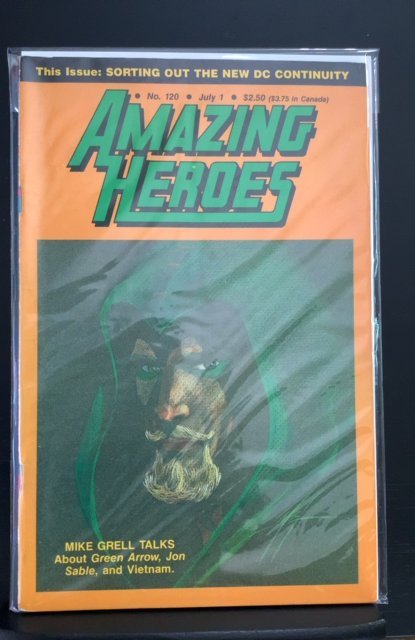 This Issue: SORTING OUT THE NEW DC CONTINUITY
• No. 120 • July 1 • $2.50 ($3.75 in Canada)
AMAZING
HEROES
MIKE GRELL TALKS
About Green Arrow, Jon
Sable, and Vietnam.